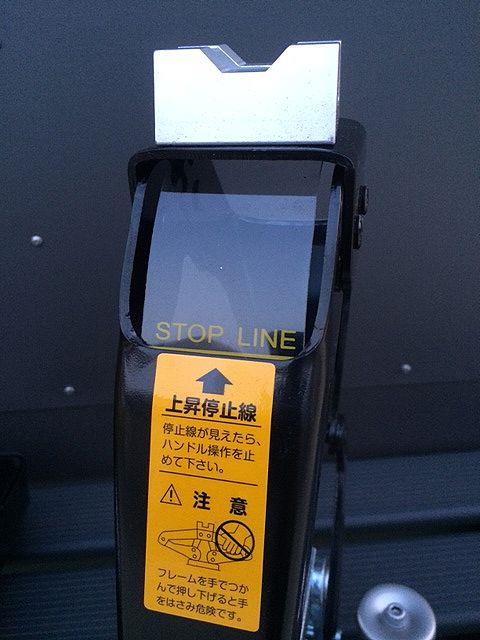 STOP LINE
上昇停止線
停止線が見えたら、
ハンドル操作を止
めて下さい。
注 意
フレームを手でつか
んで押し下げると手
をはさみ危険です。